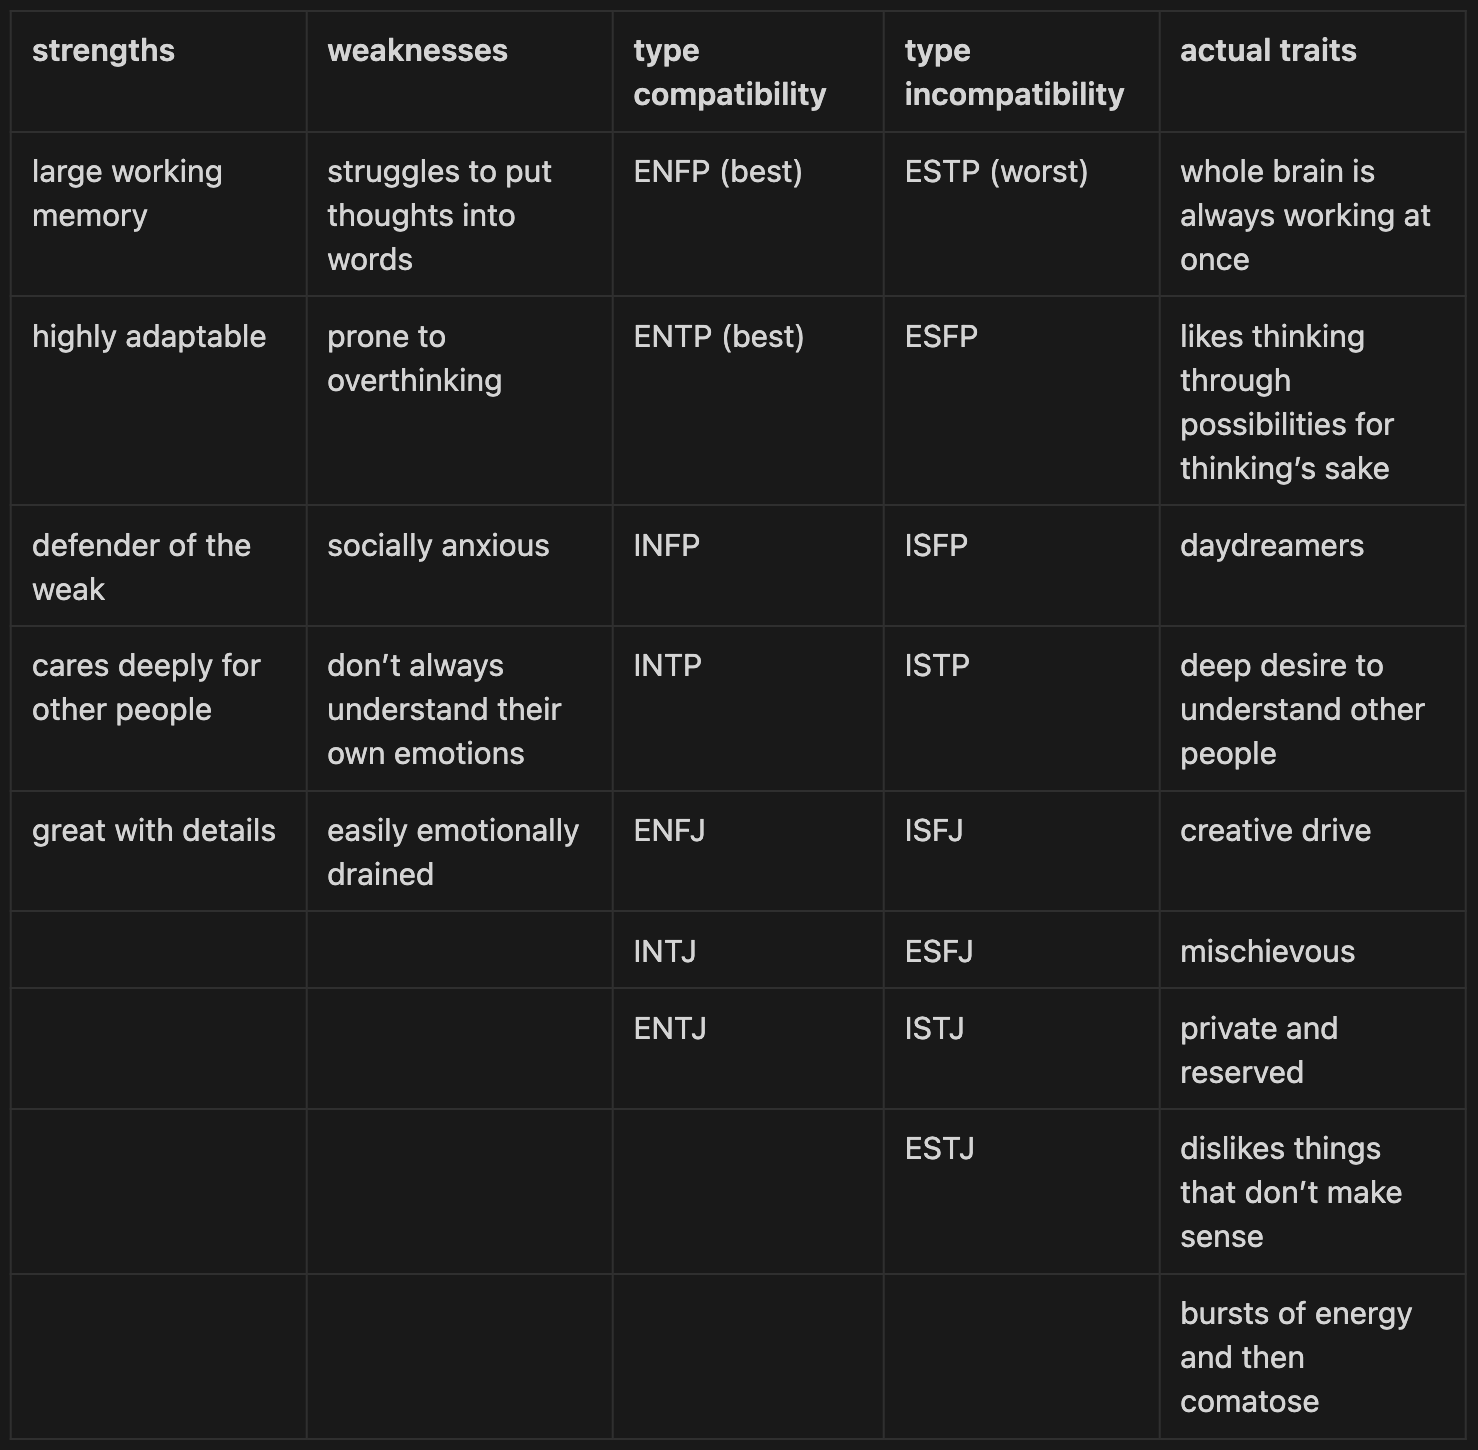 strengths
weaknesses
type
compatibility
type
incompatibility
actual traits
large working
memory
struggles to put
thoughts into
words
ENFP (best)
ESTP (worst)
whole brain is
always working at
once
highly adaptable
prone to
overthinking
ENTP (best)
ESFP
likes thinking
through
possibilities for
thinking’s sake
defender of the
weak
socially anxious
INFP
ISFP
daydreamers
cares deeply for
other people
don’t always
understand their
own emotions
INTP
ISTP
deep desire to
understand other
people
great with details
easily emotionally
drained
ENFJ
ISFJ
creative drive
INTJ
ESFJ
mischievous
ENTJ
ISTJ
private and
reserved
ESTJ
dislikes things
that don’t make
sense
bursts of energy
and then
comatose